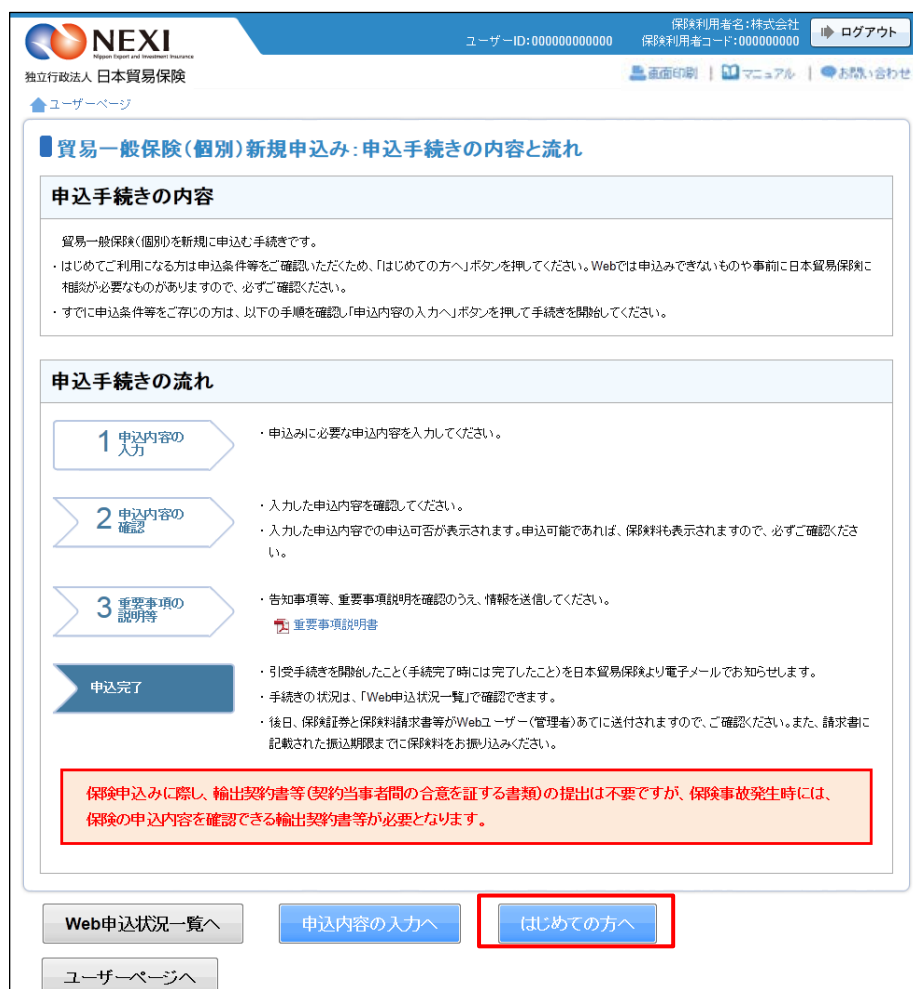 NEXI
Nippon Export and Investment Insurance
独立行政法人 日本貿易保険
ユーザーID:000000000000
保険利用者名:株式会社
保険利用者コード:000000000
ログアウト
画面印刷 | マニュアル | お問い合わせ
ユーザーページ
貿易一般保険(個別)新規申込み:申込手続きの内容と流れ
申込手続きの内容
貿易一般保険(個別)を新規に申込む手続きです。
・はじめてご利用になる方は申込条件等をご確認いただくため、「はじめての方へ」ボタンを押してください。Webでは申込みできないものや事前に日本貿易保険に
相談が必要なものがありますので、必ずご確認ください。
・すでに申込条件等をご存じの方は、以下の手順を確認し「申込内容の入力へ」ボタンを押して手続きを開始してください。
申込手続きの流れ
1 申込内容の
入力
・申込みに必要な申込内容を入力してください。
2 申込内容の
確認
・入力した申込内容を確認してください。
・入力した申込内容での申込可否が表示されます。申込可能であれば、保険料も表示されますので、必ずご確認くださ
い。
3 重要事項の
説明等
・告知事項等、重要事項説明を確認のうえ、情報を送信してください。
重要事項説明書
申込完了
・引受手続きを開始したこと(手続完了時には完了したこと)を日本貿易保険より電子メールでお知らせします。
・手続きの状況は、「Web申込状況一覧」で確認できます。
・後日、保険証券と保険料請求書等がWebユーザー(管理者)あてに送付されますので、ご確認ください。また、請求書に
記載された振込期限までに保険料をお振り込みください。
保険申込みに際し、輸出契約書等(契約当事者間の合意を証する書類)の提出は不要ですが、保険事故発生時には、
保険の申込内容を確認できる輸出契約書等が必要となります。
Web申込状況一覧へ
申込内容の入力へ
はじめての方へ
ユーザーページへ